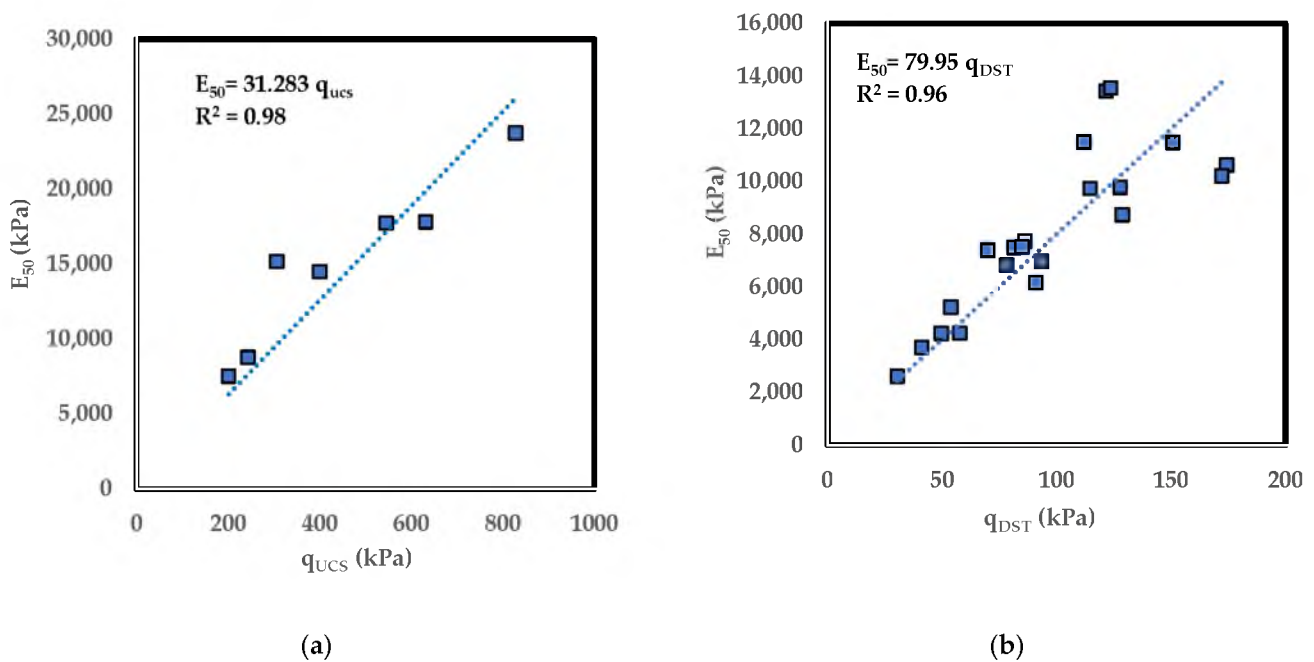 30,000
25,000
20,000
15,000
10,000
5,000
0
E50 (kPa)
E50= 31.283 qucs
R2 = 0.98
0 200 400 600 800 1000
qUCS (kPa)
(a)
16,000
14,000
12,000
10,000
8,000
6,000
4,000
2,000
0
E50 (kPa)
E50= 79.95 qDST
R2 = 0.96
0 50 100 150 200
qDST (kPa)
(b)